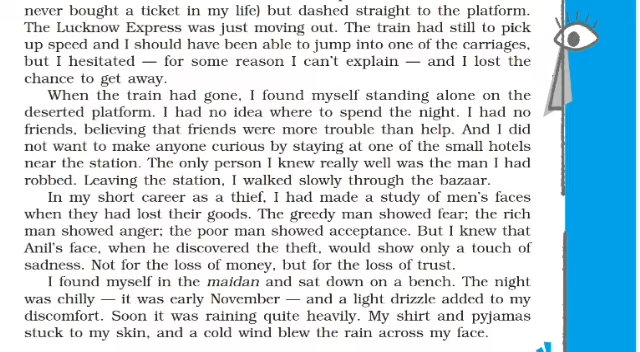 never bought a ticket in my life) but dashed straight to the platform.
The Lucknow Express was just moving out. The train had still to pick
up speed and I should have been able to jump into one of the carriages,
but I hesitated — for some reason I can't explain — and I lost the
chance to get away.
When the train had gone, I found myself standing alone on the
deserted platform. I had no idea where to spend the night. I had no
friends, believing that friends were more trouble than help. And I did
not want to make anyone curious by staying at one of the small hotels
near the station. The only person I knew really well was the man I had
robbed. Leaving the station, I walked slowly through the bazaar.
In my short career as a thief, I had made a study of men's faces
when they had lost their goods. The greedy man showed fear; the rich
man showed anger; the poor man showed acceptance. But I knew that
Anil's face, when he discovered the theft, would show only a touch of
sadness. Not for the loss of money, but for the loss of trust.
I found myself in the maidan and sat down on a bench. The night
was chilly — it was early November — and a light drizzle added to my
discomfort. Soon it was raining quite heavily. My shirt and pyjamas
stuck to my skin, and a cold wind blew the rain across my face.